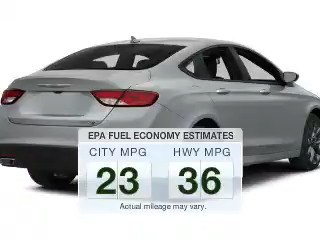 EPA FUEL ECONOMY ESTIMATES
CITY MPG HWY MPG
23 36
Actual mileage may vary.